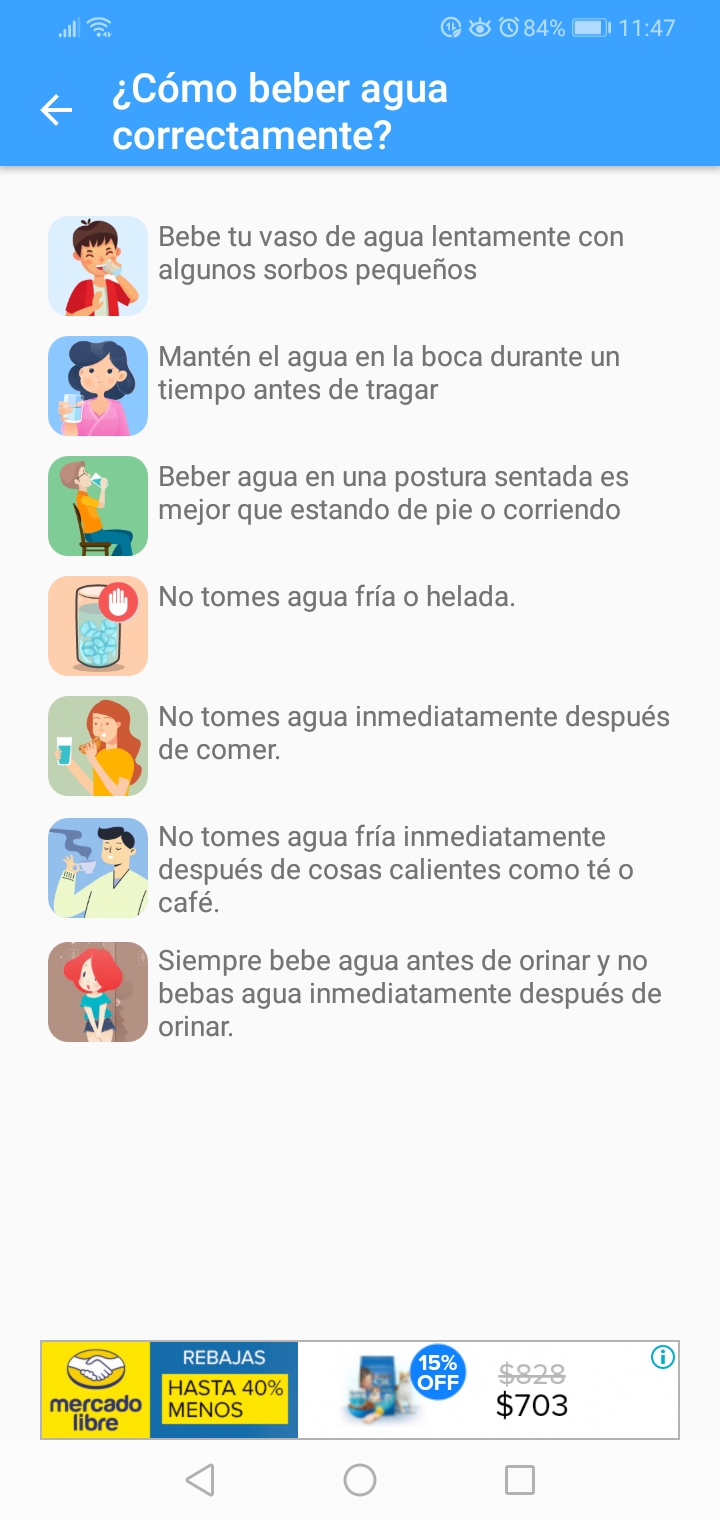 84% 11:47
¿Cómo beber agua
correctamente?
Bebe tu vaso de agua lentamente con
algunos sorbos pequeños
Mantén el agua en la boca durante un
tiempo antes de tragar
Beber agua en una postura sentada es
mejor que estando de pie o corriendo
No tomes agua fría o helada.
No tomes agua inmediatamente después
de comer.
No tomes agua fría inmediatamente
después de cosas calientes como té o
café.
Siempre bebe agua antes de orinar y no
bebas agua inmediatamente después de
orinar.
mercado
libre
REBAJAS
HASTA 40%
MENOS
15%
OFF
$828
$703